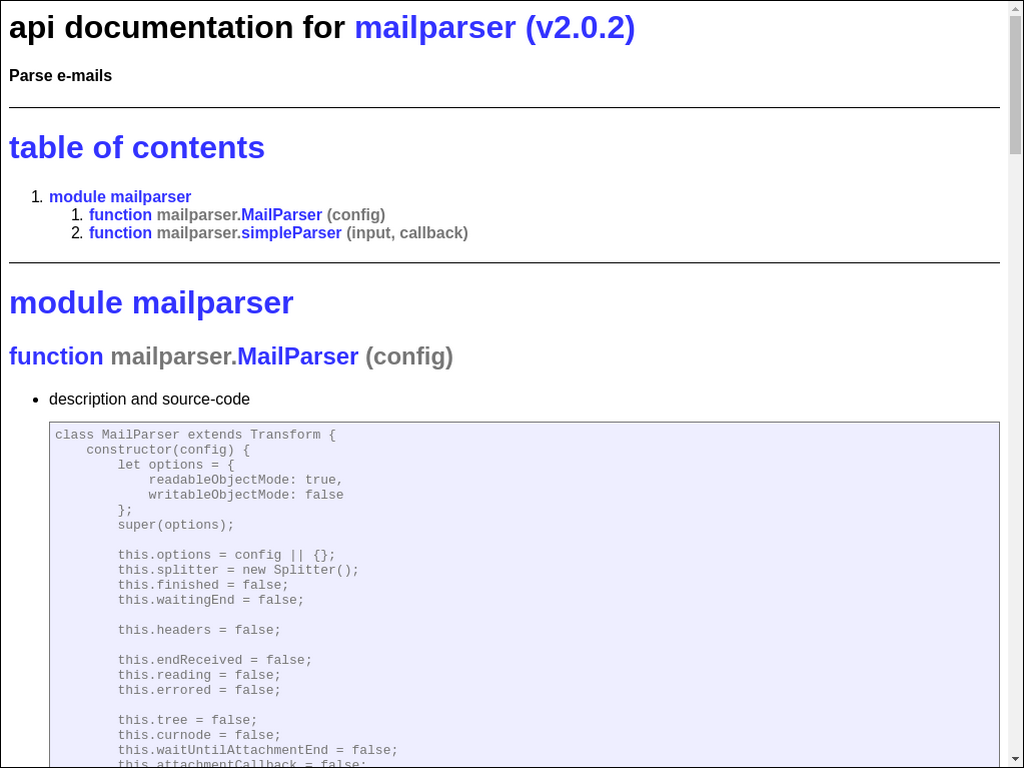 api documentation for mailparser (v2.0.2)
Parse e-mails
table of contents
1. module mailparser
1. function mailparser.MailParser (config)
2. function mailparser.simpleParser (input, callback)
module mailparser
function mailparser.MailParser (config)
• description and source-code
class MailParser extends Transform {
    constructor(config) {
        let options = {
            readableObjectMode: true,
            writableObjectMode: false
        };
        super(options);

        this.options = config || {};
        this.splitter = new Splitter();
        this.finished = false;
        this.waitingEnd = false;

        this.headers = false;

        this.endReceived = false;
        this.reading = false;
        this.errored = false;

        this.tree = false;
        this.curnode = false;
        this.waitUntilAttachmentEnd = false;
        this.attachmentCallback = false;